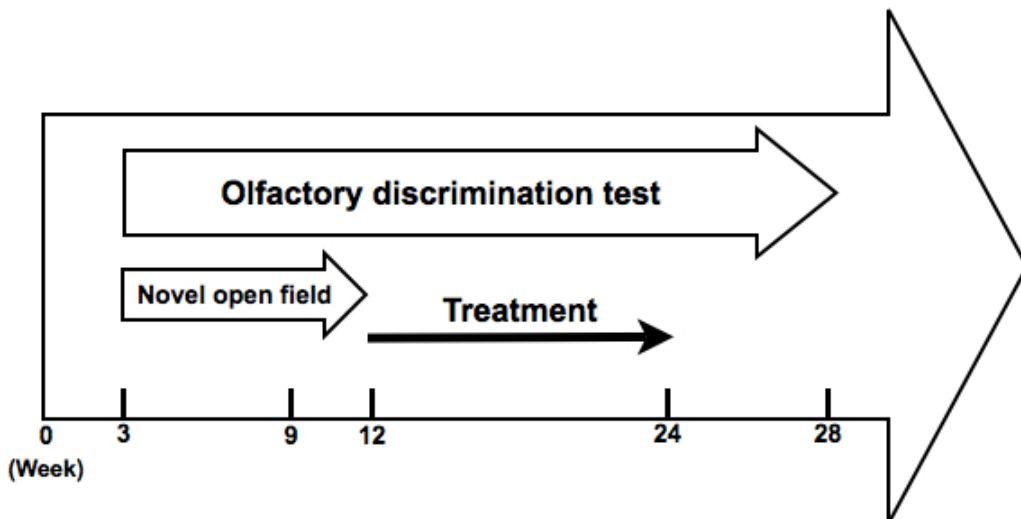 Olfactory discrimination test
Novel open field
Treatment
0 3 9 12 24 28
(Week)